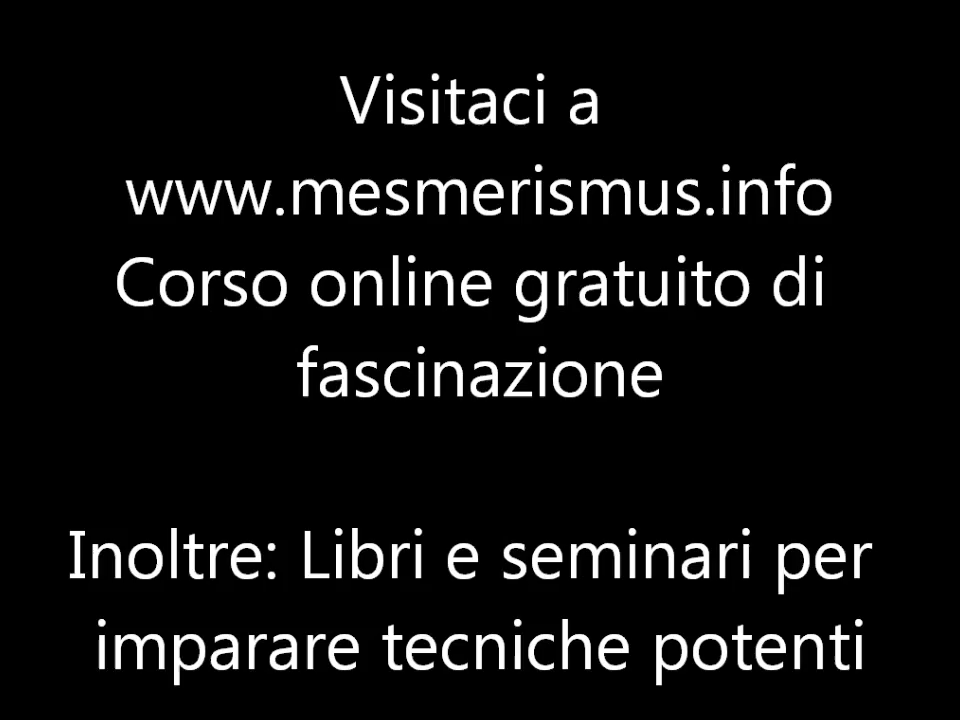 Visitaci a
www.mesmerismus.info
Corso online gratuito di
fascinazione
Inoltre: Libri e seminari per
imparare tecniche potenti